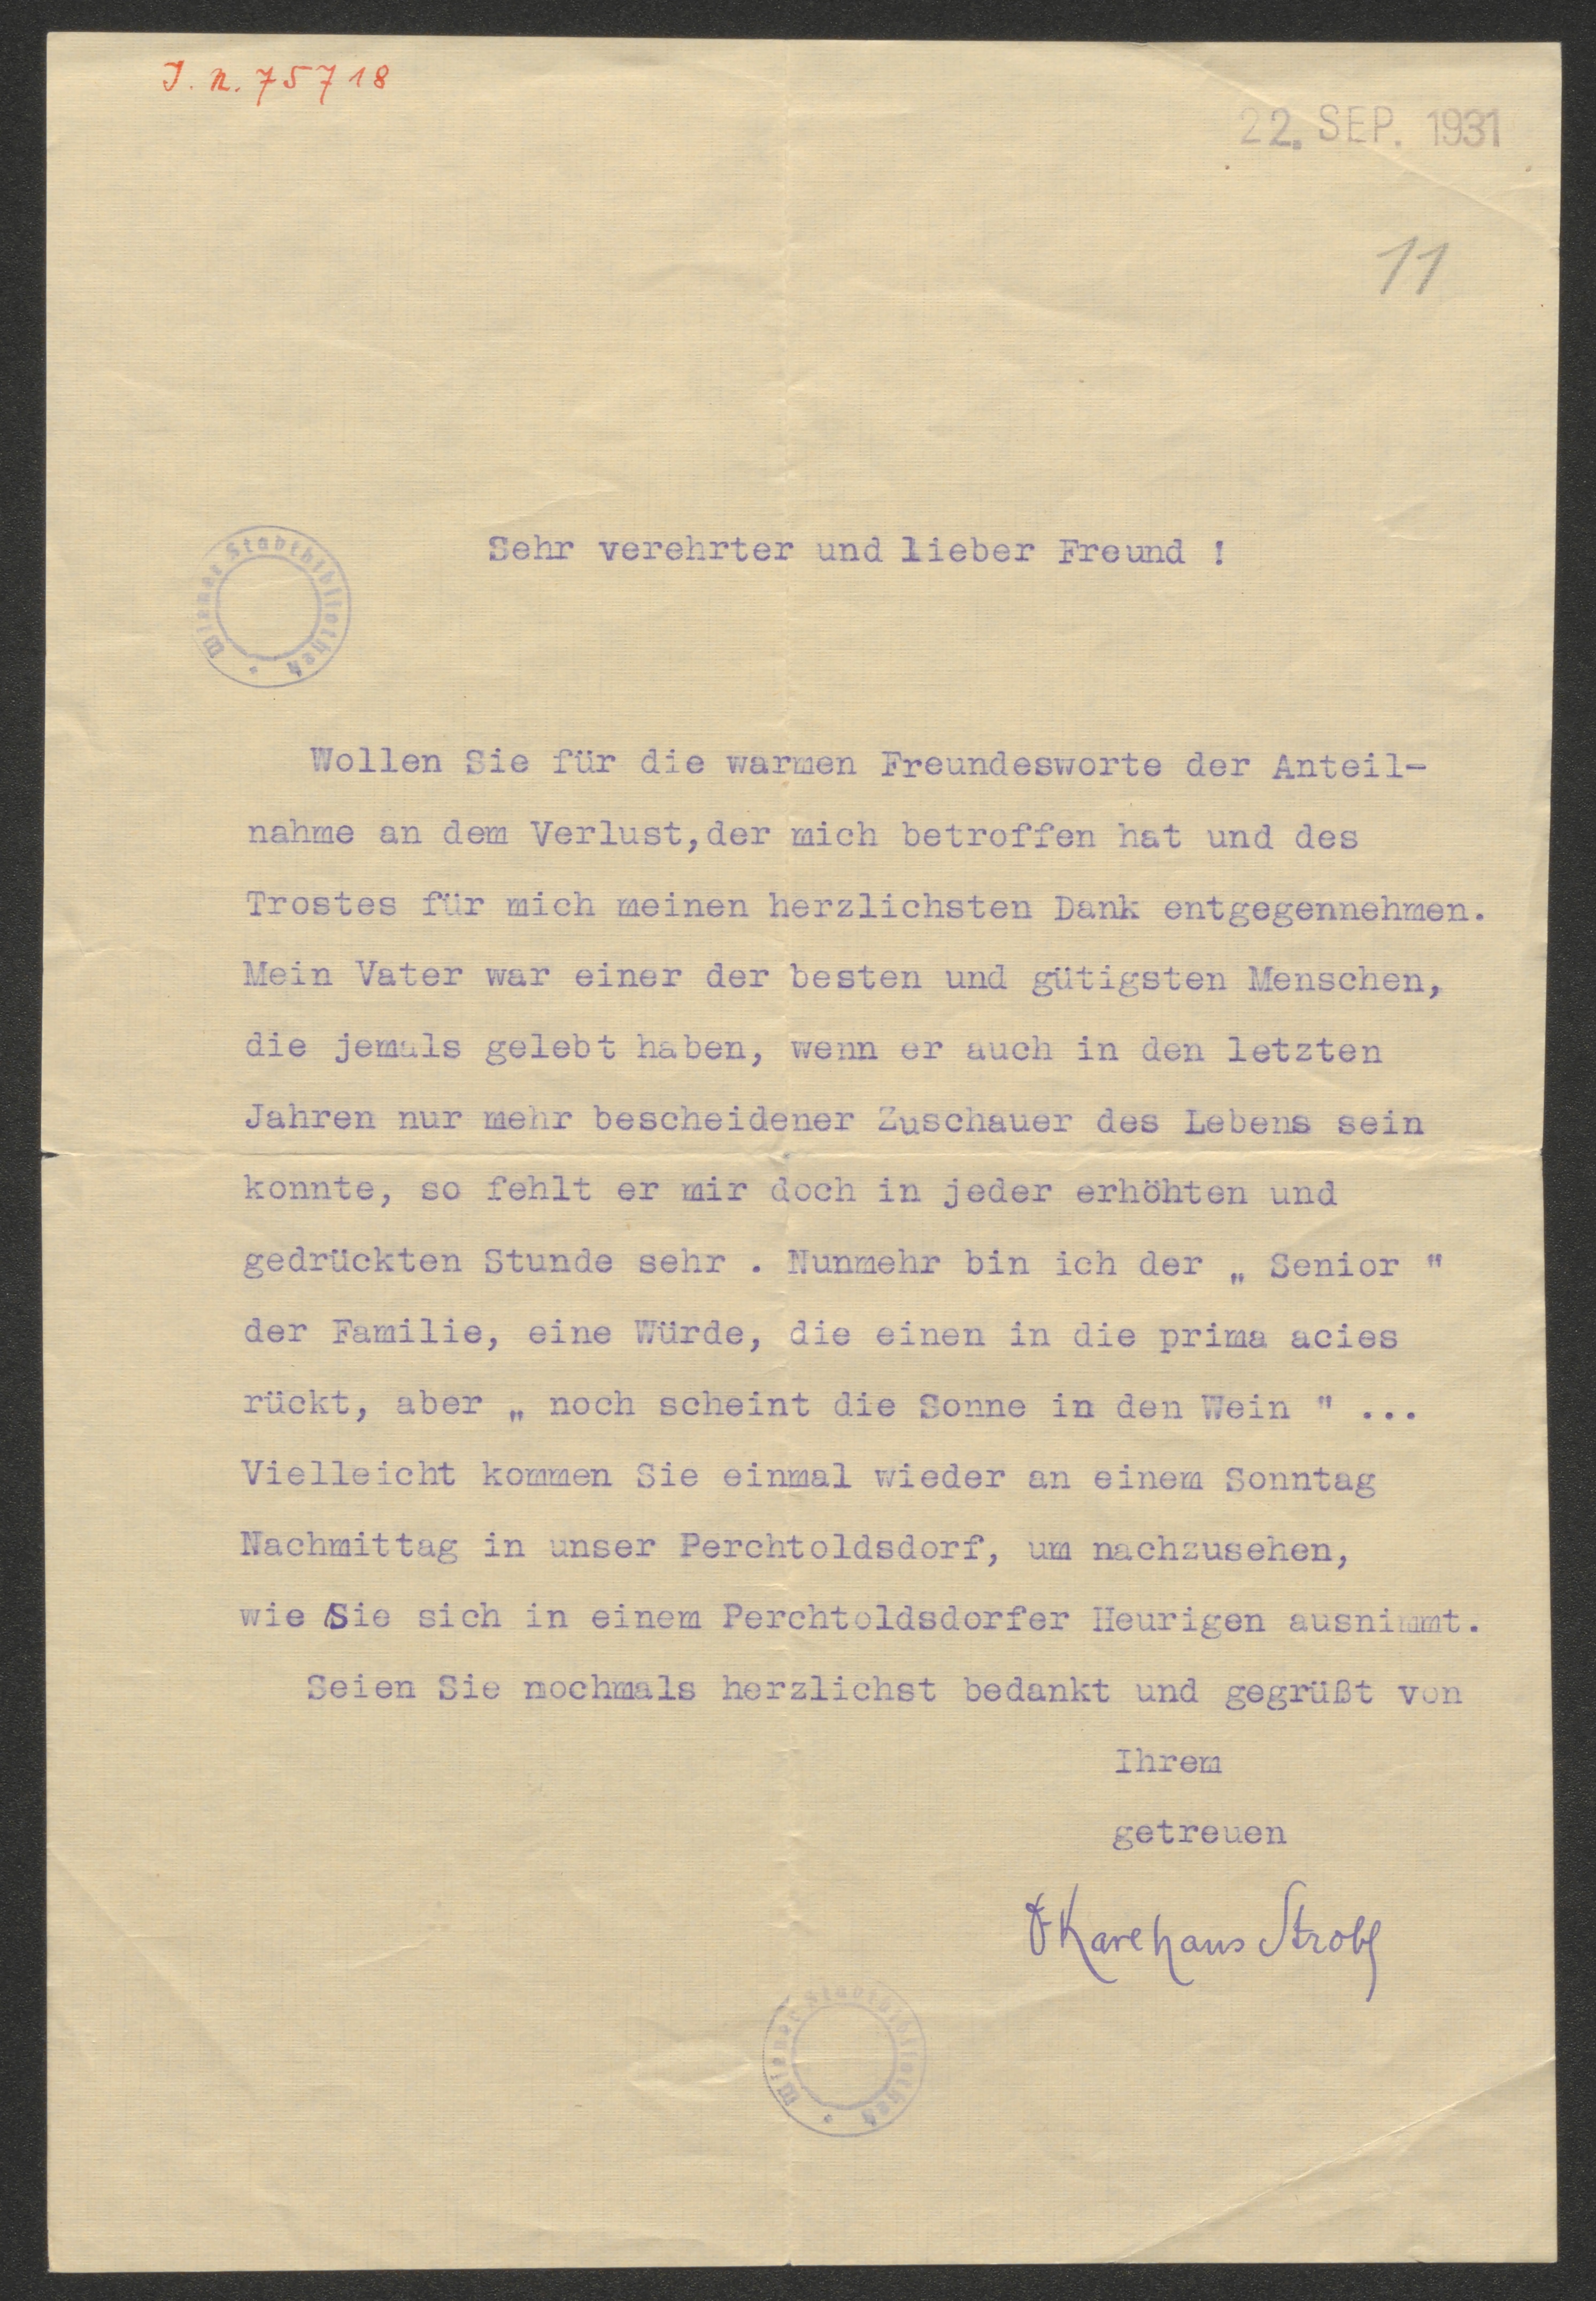 J. N. 75718
22. SEP. 1931
11
Wiener Stadtbibliothek
Sehr verehrter und lieber Freund !
Wollen Sie für die warmen Freundesworte der Anteil-
nahme an dem Verlust,der mich betroffen hat und des
Trostes für mich meinen herzlichsten Dank entgegennehmen.
Mein Vater war einer der besten und gütigsten Menschen,
die jemals gelebt haben, wenn er auch in den letzten
Jahren nur mehr bescheidener Zuschauer des Lebens sein
konnte, so fehlt er mir doch in jeder erhöhten und
gedrückten Stunde sehr . Nunmehr bin ich der „ Senior "
der Familie, eine Würde, die einen in die prima acies
rückt, aber „ noch scheint die Sonne in den Wein " ...
Vielleicht kommen Sie einmal wieder an einem Sonntag
Nachmittag in unser Perchtoldsdorf, um nachzusehen,
wie Sie sich in einem Perchtoldsdorfer Heurigen ausnimmt.
Seien Sie nochmals herzlichst bedankt und gegrüßt von
Ihrem
getreuen
Karl Hans Strobl
Wiener Stadtbibliothek